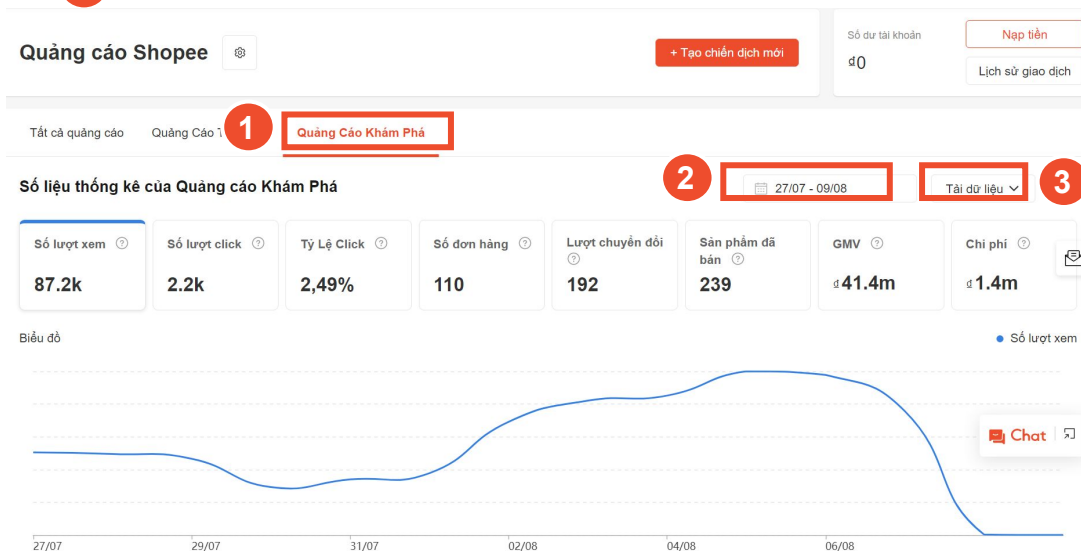 Quảng cáo Shopee
+ Tạo chiến dịch mới
Số dư tài khoản
₫0
Nạp tiền
Lịch sử giao dịch
Tất cả quảng cáo
Quảng Cáo T
1
Quảng Cáo Khám Phá
Số liệu thống kê của Quảng cáo Khám Phá
2
27/07 - 09/08
Tải dữ liệu
3
Số lượt xem
87.2k
Số lượt click
2.2k
Tỷ Lệ Click
2,49%
Số đơn hàng
110
Lượt chuyển đổi
192
Sản phẩm đã
bán
239
GMV
₫41.4m
Chi phí
₫1.4m
Biểu đồ
Số lượt xem
Chat
27/07 29/07 31/07 02/08 04/08 06/08